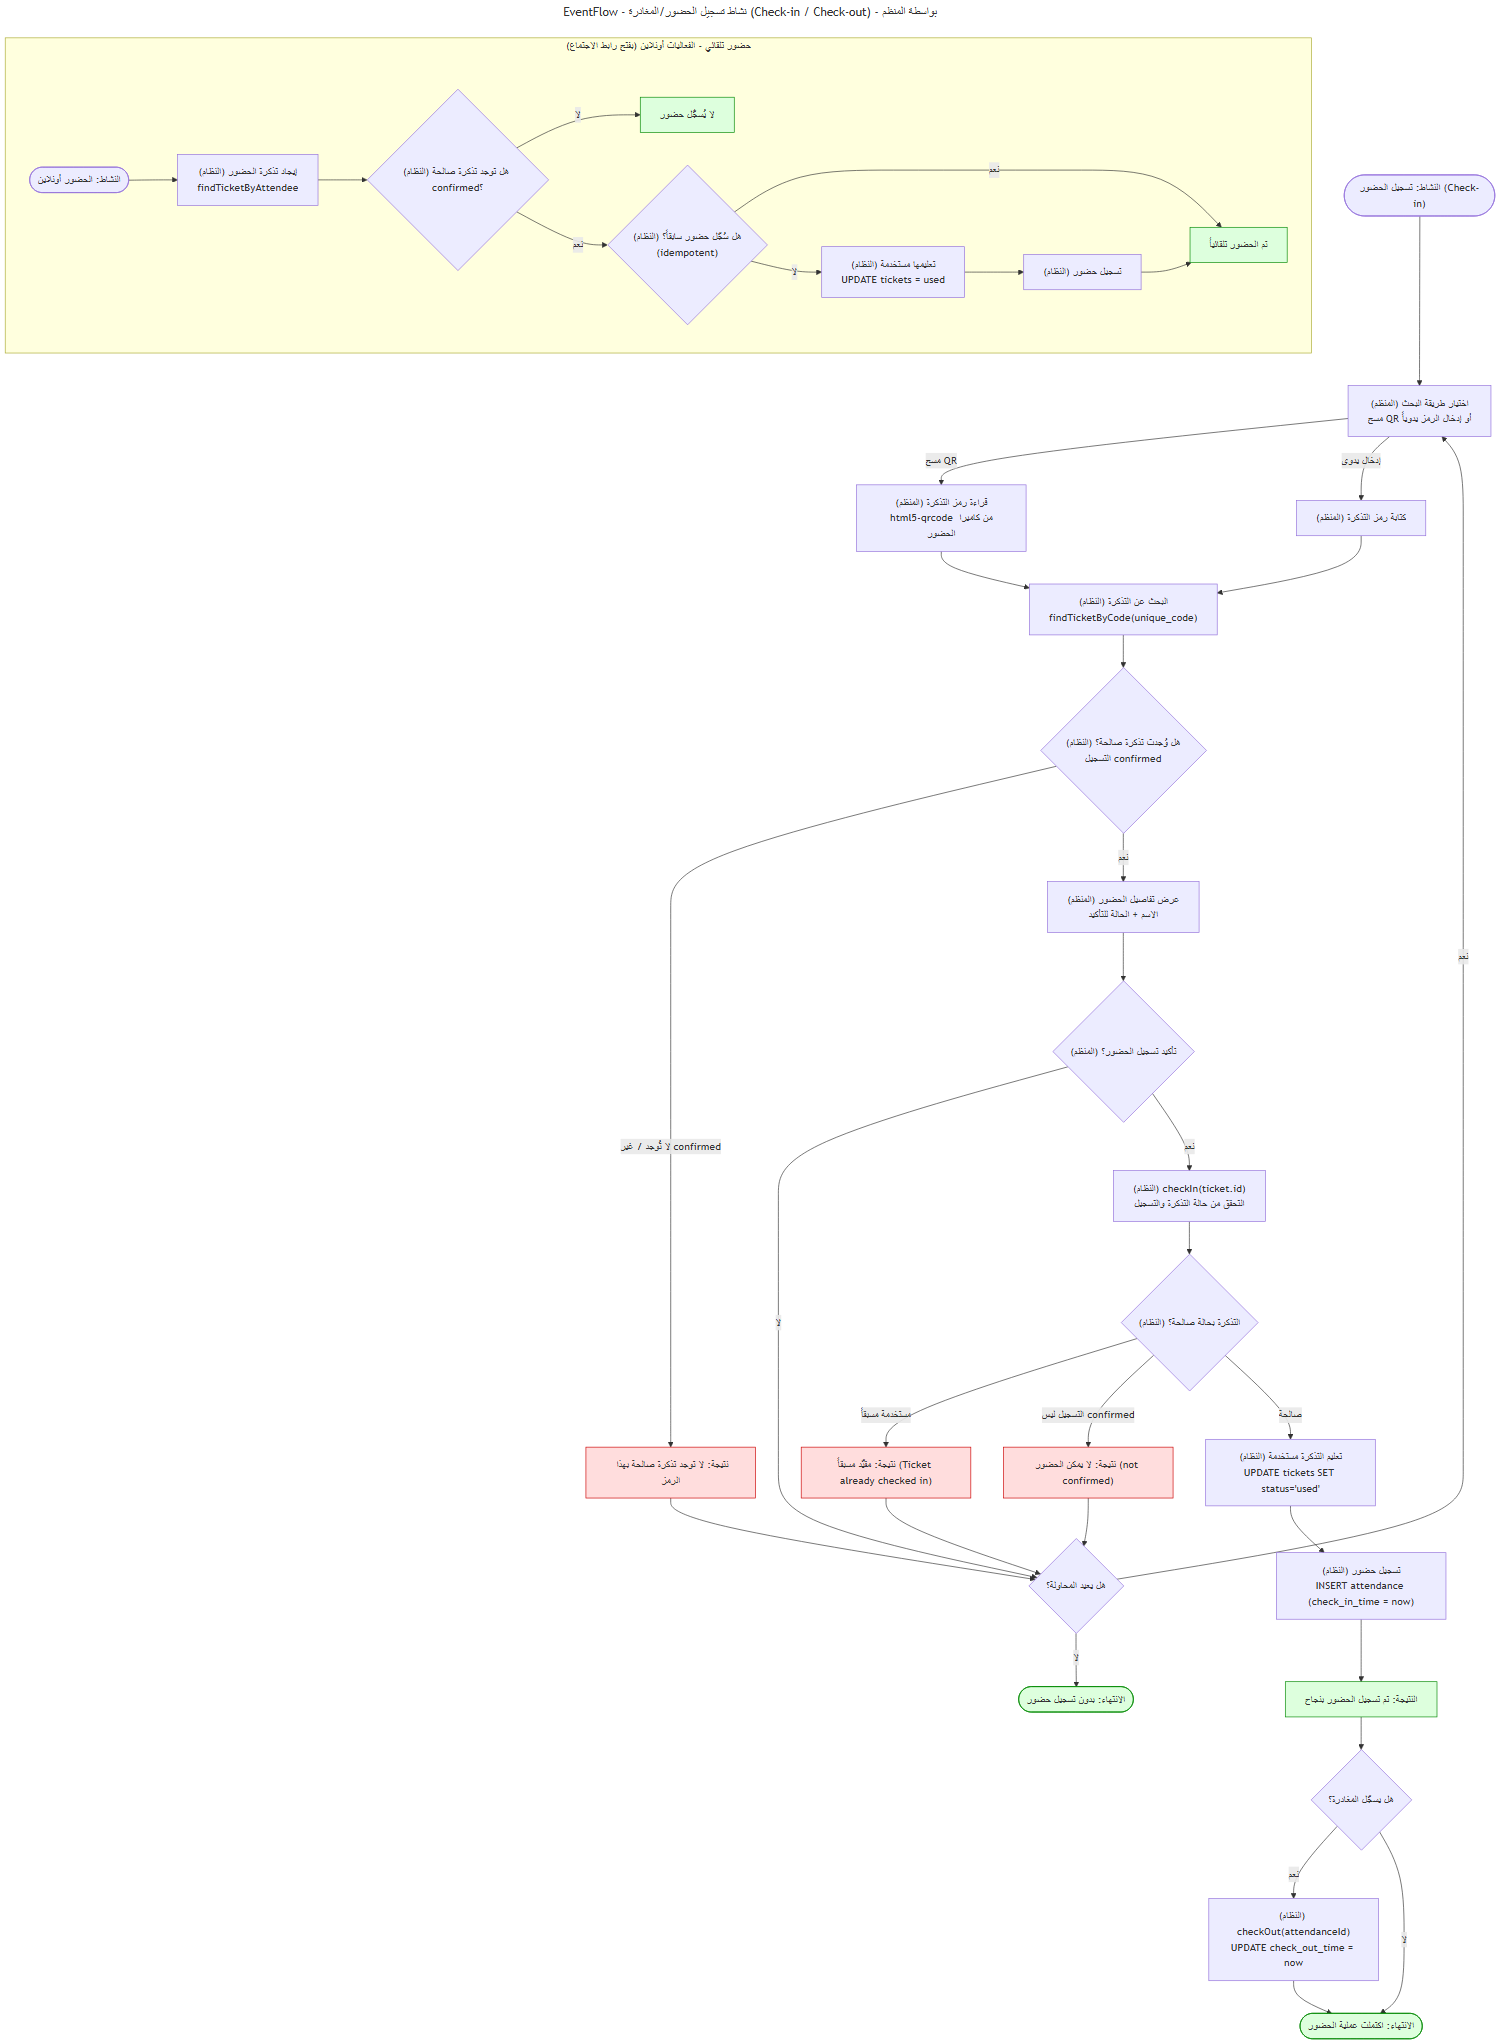 EventFlow - نشاط تسجيل الحضور/المغادرة (Check-in / Check-out) - بواسطة المنظم
حضور تلقائي - الفعاليات أونلاين (بفتح رابط الاجتماع)
النشاط: الحضور أونلاين
إيجاد تذكرة الحضور (النظام)
findTicketByAttendee
هل توجد تذكرة صالحة (النظام)
confirmed؟
لا
لا يُسجَّل حضور
نعم
هل سُجِّل حضور سابقاً؟ (النظام)
(idempotent)
نعم
لا
تعليمها مستخدمة (النظام)
UPDATE tickets = used
تسجيل حضور (النظام)
تم الحضور تلقائياً
النشاط: تسجيل الحضور (Check-
in)
اختيار طريقة البحث (المنظم)
مسح QR أو إدخال الرمز يدوياً
مسح QR
إدخال يدوي
قراءة رمز التذكرة (المنظم)
html5-qrcode من كاميرا
الحضور
كتابة رمز التذكرة (المنظم)
البحث عن التذكرة (النظام)
findTicketByCode(unique_code)
هل وُجدت تذكرة صالحة؟ (النظام)
التسجيل confirmed
نعم
لا تُوجد / غير confirmed
عرض تفاصيل الحضور (المنظم)
الاسم + الحالة للتأكيد
تأكيد تسجيل الحضور؟ (المنظم)
نعم
لا
(النظام) checkIn(ticket.id)
التحقق من حالة التذكرة والتسجيل
التذكرة بحالة صالحة؟ (النظام)
مستخدمة مسبقاً
التسجيل ليس confirmed
صالحة
نتيجة: لا توجد تذكرة صالحة بهذا
الرمز
نتيجة: مقيَّد مسبقاً (Ticket
already checked in)
نتيجة: لا يمكن الحضور (not
confirmed)
تعليم التذكرة مستخدمة (النظام)
UPDATE tickets SET
status='used'
هل يعيد المحاولة؟
نعم
لا
الانتهاء: بدون تسجيل حضور
تسجيل حضور (النظام)
INSERT attendance
(check_in_time = now)
النتيجة: تم تسجيل الحضور بنجاح
هل يسجِّل المغادرة؟
نعم
لا
(النظام)
checkOut(attendanceId)
UPDATE check_out_time =
now
الانتهاء: اكتملت عملية الحضور